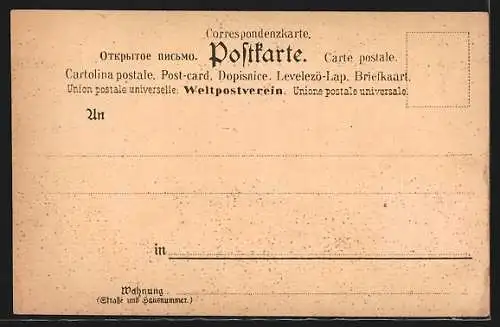 Correspondenzkarte.
Открытое письмо. Postkarte. Carte postale.
Cartolina postale. Post-card. Dopisnice. Levelezö-Lap. Briefkaart.
Union postale universelle. Weltpostverein. Unione postale universale.
An
in
Wohnung
(Straße und Hausnummer.)